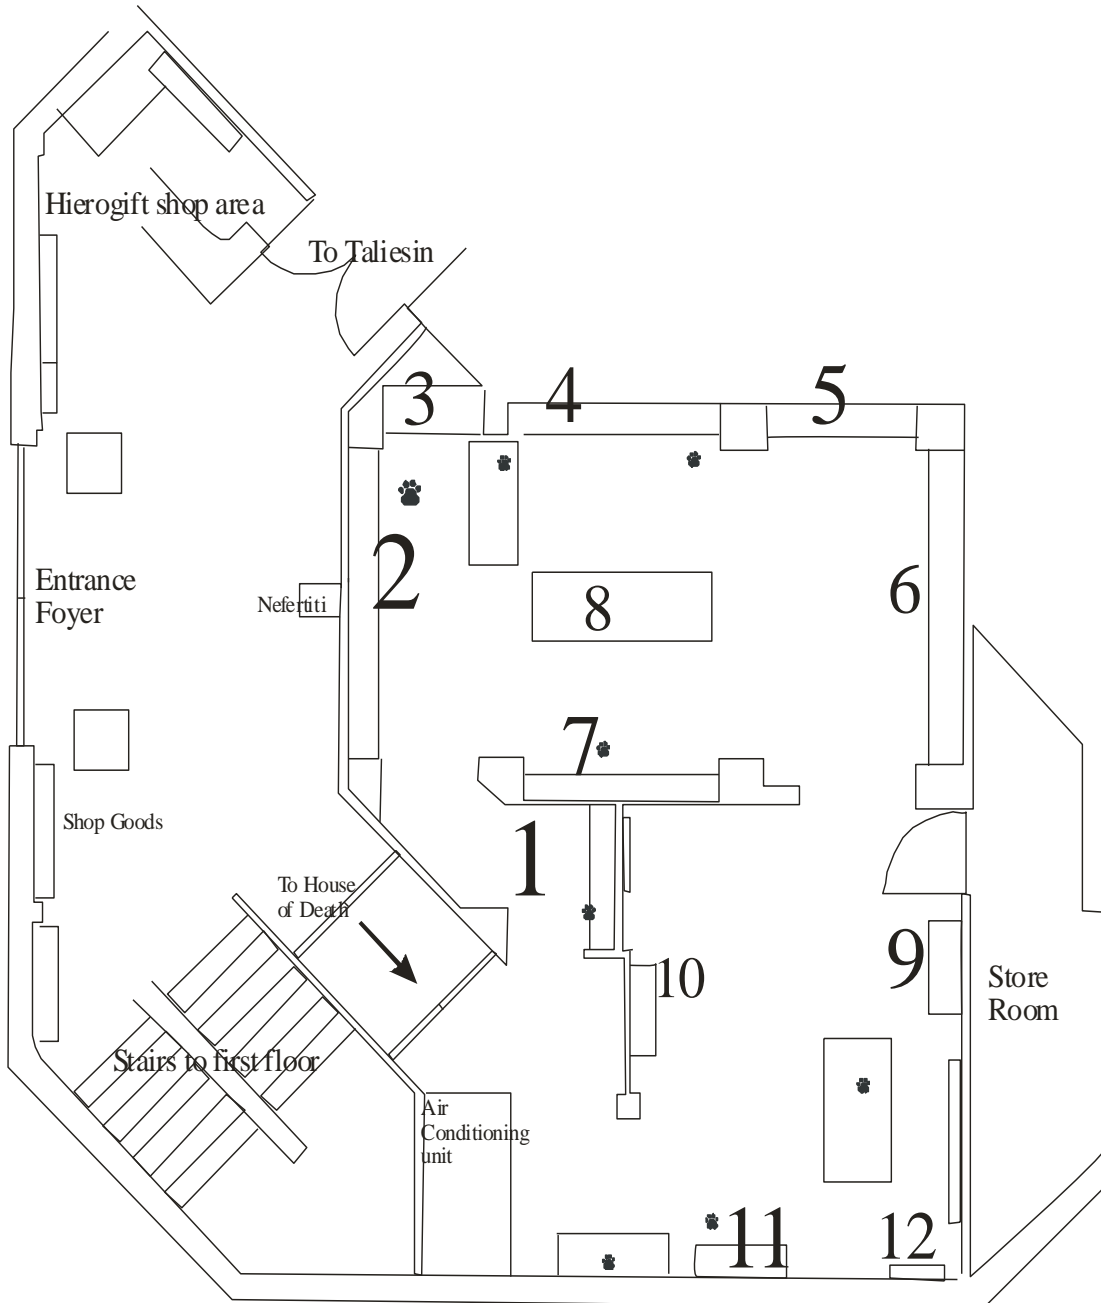 Hierogift shop area
To Taliesin
3
4
5
2
Entrance
Foyer
Nefertiti
8
6
7
Shop Goods
1
To House
of Death
9
10
Store
Room
Stairs to first floor
Air
Conditioning
unit
11
12